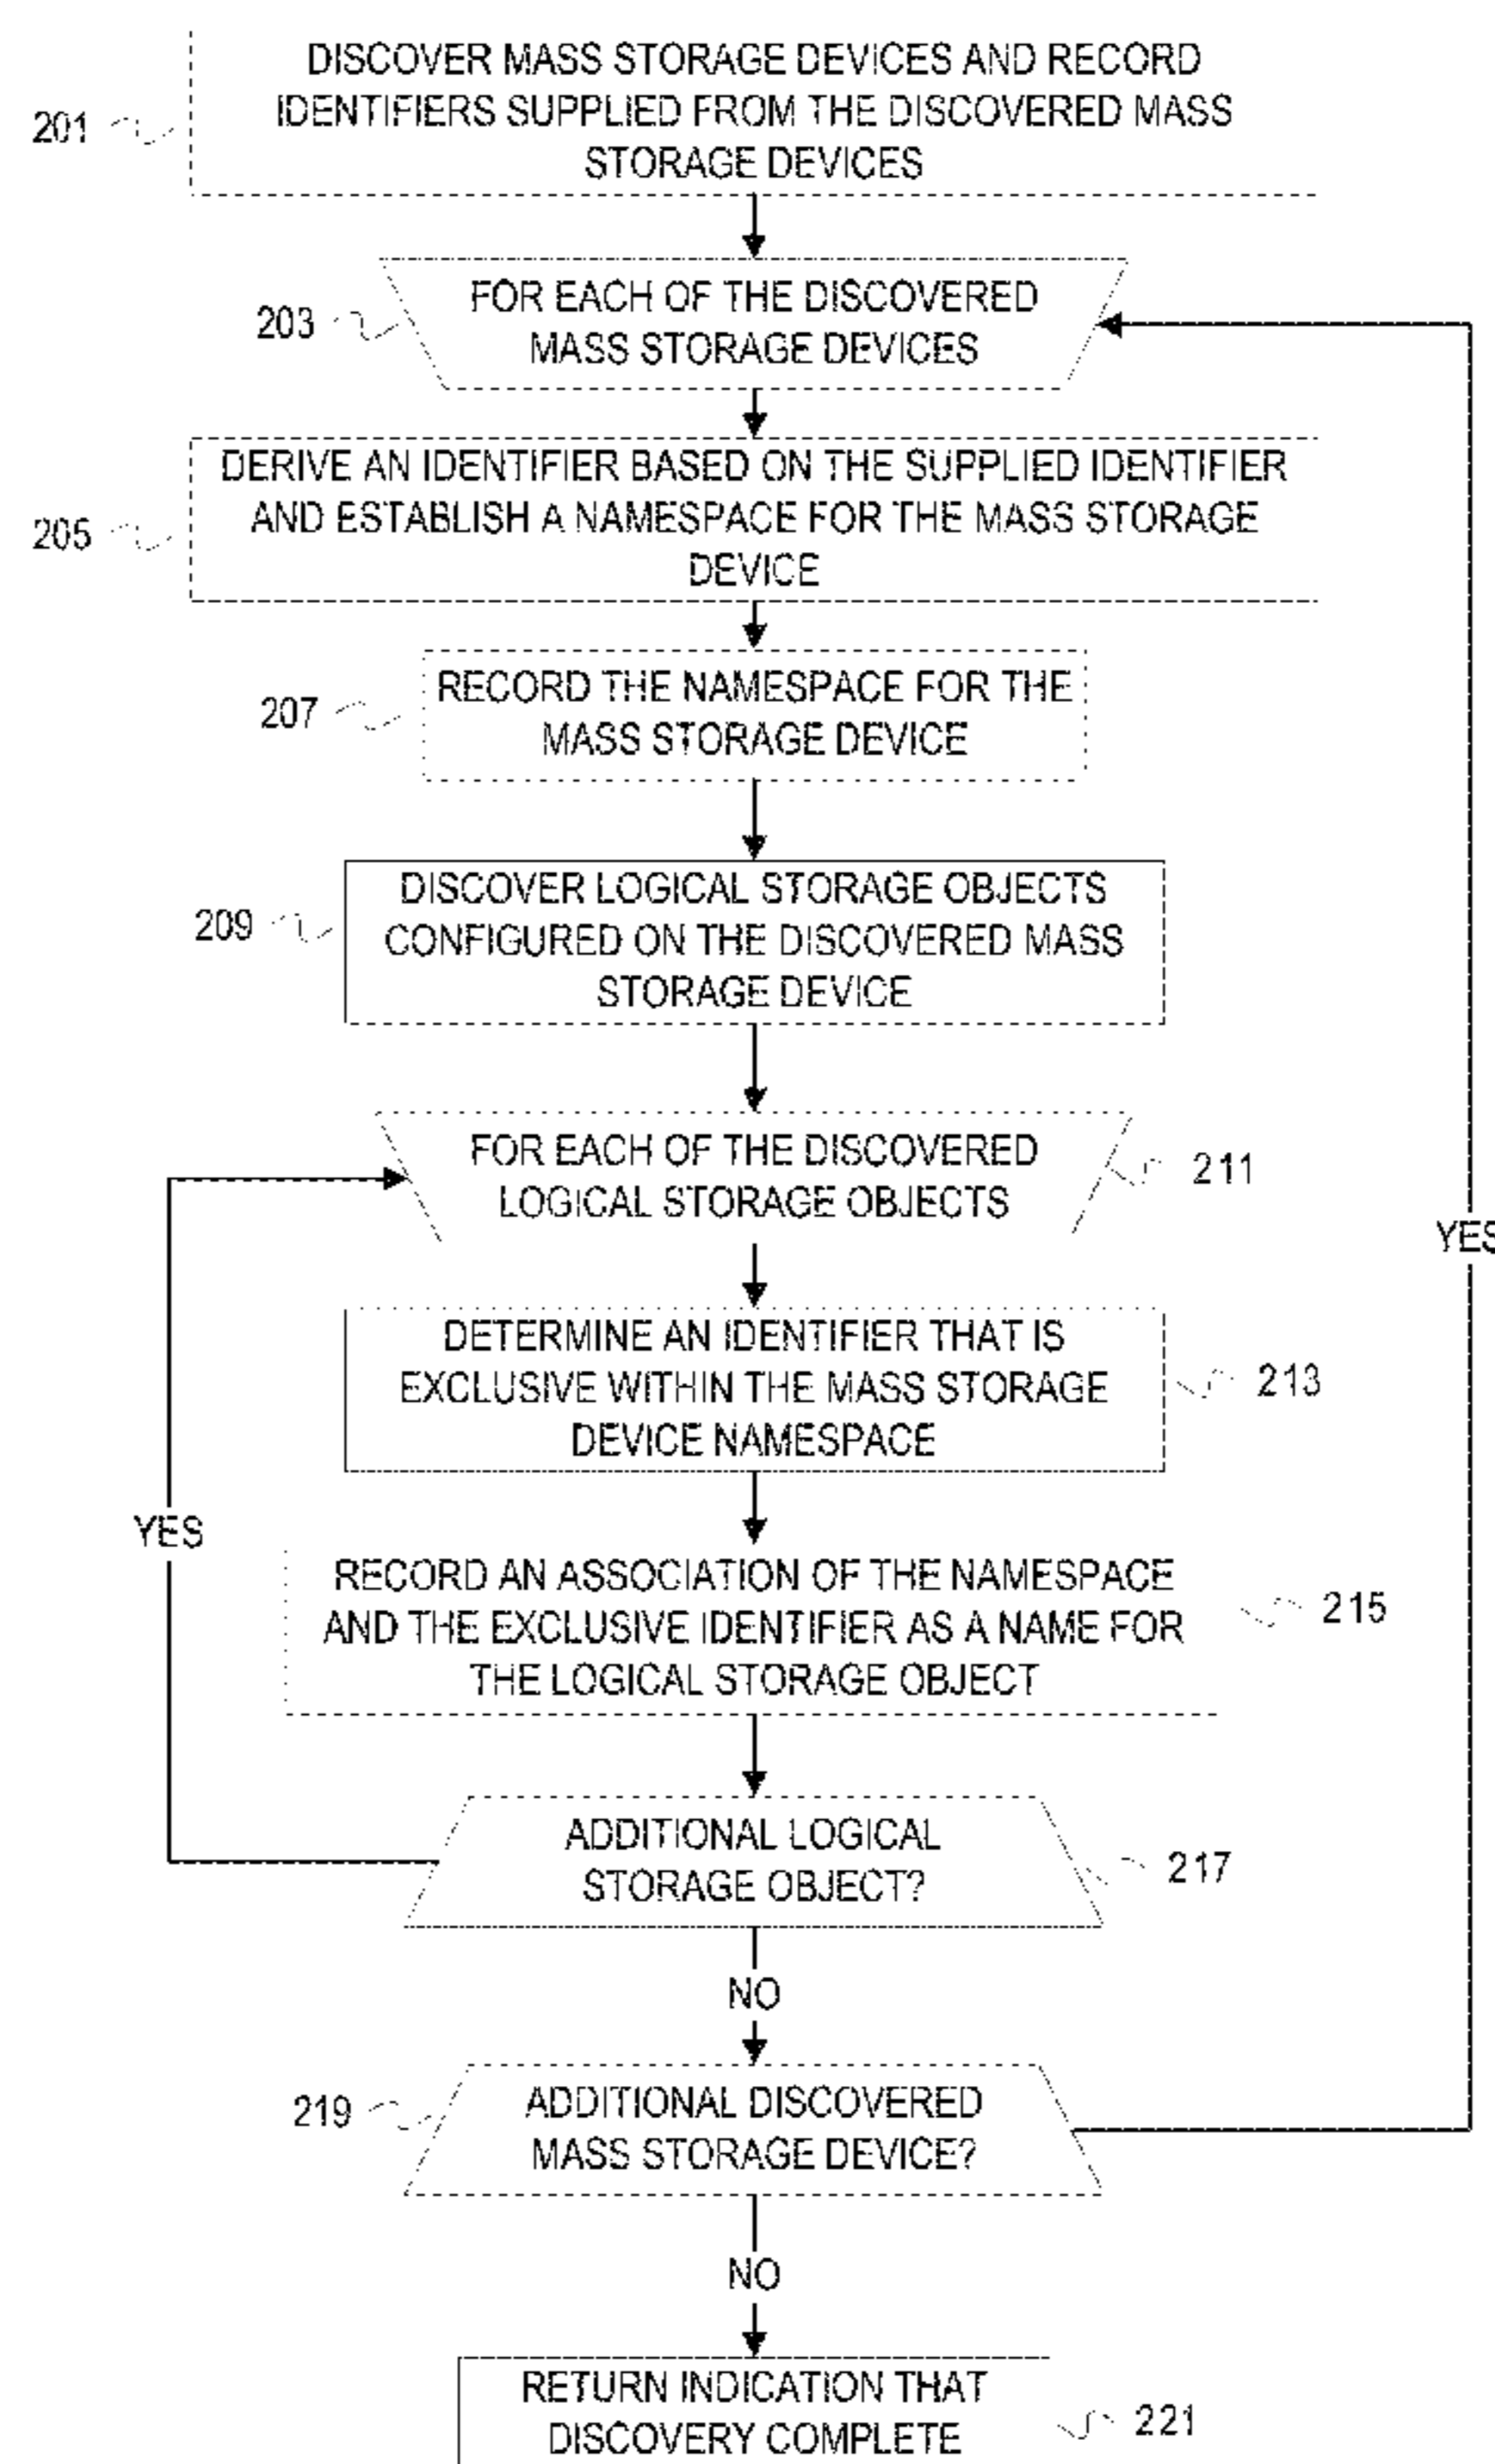 DISCOVER MASS STORAGE DEVICES AND RECORD
IDENTIFIERS SUPPLIED FROM THE DISCOVERED MASS
STORAGE DEVICES
201
FOR EACH OF THE DISCOVERED
MASS STORAGE DEVICES
203
DERIVE AN IDENTIFIER BASED ON THE SUPPLIED IDENTIFIER
AND ESTABLISH A NAMESPACE FOR THE MASS STORAGE
DEVICE
205
RECORD THE NAMESPACE FOR THE
MASS STORAGE DEVICE
207
DISCOVER LOGICAL STORAGE OBJECTS
CONFIGURED ON THE DISCOVERED MASS
STORAGE DEVICE
209
FOR EACH OF THE DISCOVERED
LOGICAL STORAGE OBJECTS
211
YES
DETERMINE AN IDENTIFIER THAT IS
EXCLUSIVE WITHIN THE MASS STORAGE
DEVICE NAMESPACE
213
YES
RECORD AN ASSOCIATION OF THE NAMESPACE
AND THE EXCLUSIVE IDENTIFIER AS A NAME FOR
THE LOGICAL STORAGE OBJECT
215
ADDITIONAL LOGICAL
STORAGE OBJECT?
217
NO
ADDITIONAL DISCOVERED
MASS STORAGE DEVICE?
219
NO
RETURN INDICATION THAT
DISCOVERY COMPLETE
221